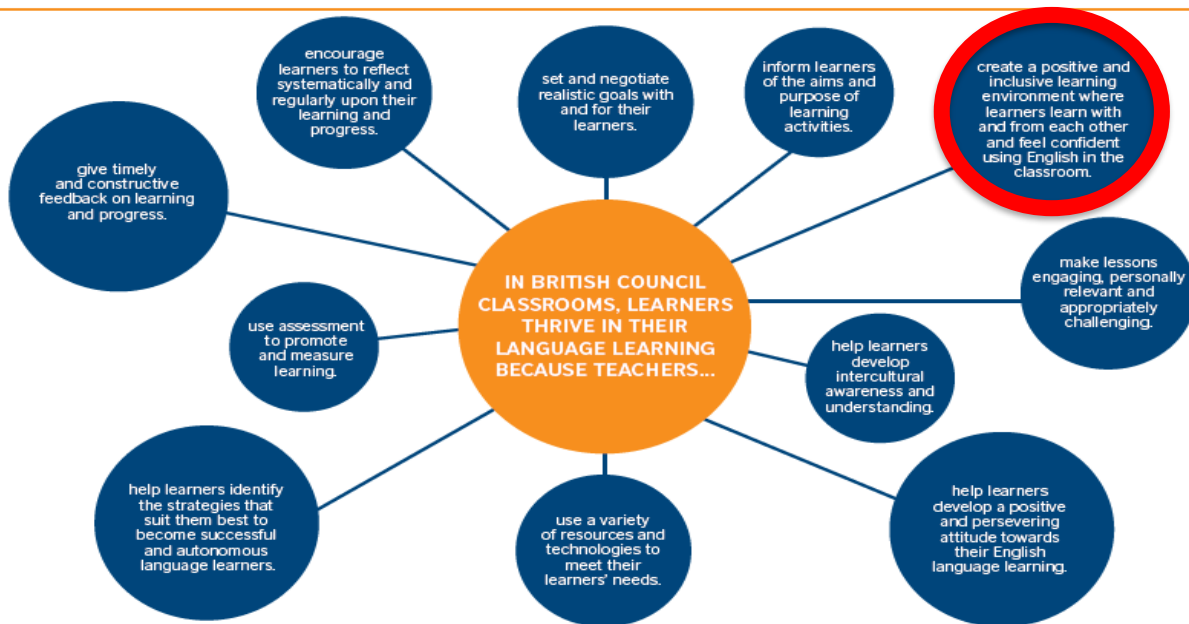 encourage
learners to reflect
systematically and
regularly upon their
learning and
progress.
set and negotiate
realistic goals with
and for their
learners.
inform learners
of the aims and
purpose of
learning
activities.
create a positive and
inclusive learning
environment where
learners learn with
and from each other
and feel confident
using English in the
classroom.
give timely
and constructive
feedback on learning
and progress.
IN BRITISH COUNCIL
CLASSROOMS, LEARNERS
THRIVE IN THEIR
LANGUAGE LEARNING
BECAUSE TEACHERS...
make lessons
engaging, personally
relevant and
appropriately
challenging.
use assessment
to promote
and measure
learning.
help learners
develop
intercultural
awareness and
understanding.
help learners identify
the strategies that
suit them best to
become successful
and autonomous
language learners.
use a variety
of resources and
technologies to
meet their
learners' needs.
help learners
develop a positive
and persevering
attitude towards
their English
language learning.